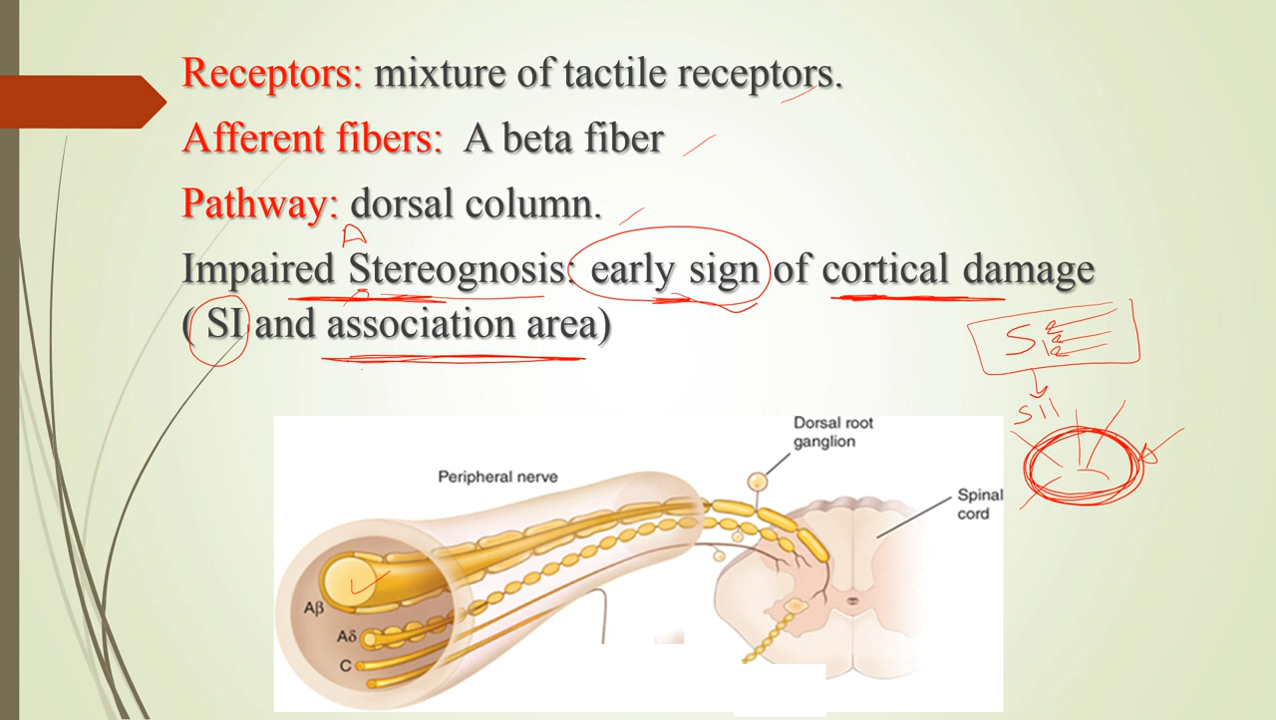 Receptors: mixture of tactile receptors.
Afferent fibers: A beta fiber
Pathway: dorsal column.
A
Impaired Stereognosis: early sign of cortical damage
( SI and association area)
S
SII
Dorsal root
ganglion
Peripheral nerve
Spinal
cord
Aβ
Aδ
C